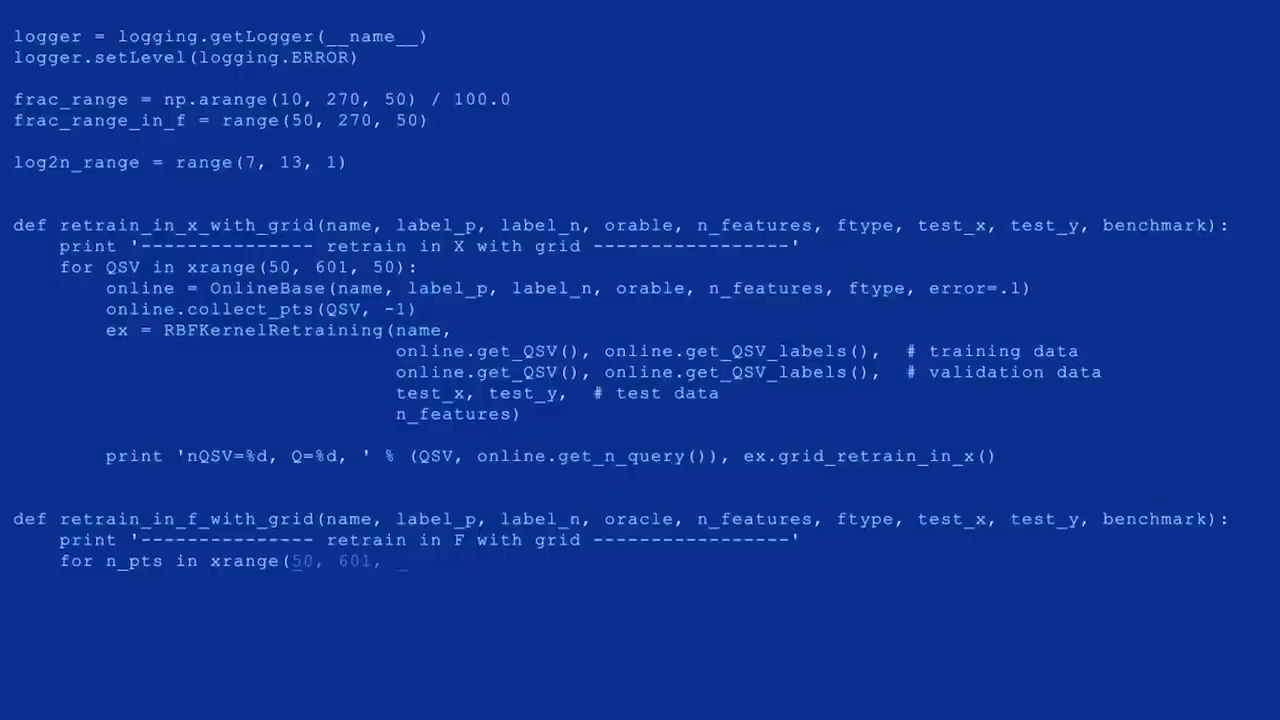 logger = logging.getLogger(__name__)
logger.setLevel(logging.ERROR)
frac_range = np.arange(10, 270, 50) / 100.0
frac_range_in_f = range(50, 270, 50)
log2n_range = range(7, 13, 1)
def retrain_in_x_with_grid(name, label_p, label_n, orable, n_features, ftype, test_x, test_y, benchmark):
    print '--------------- retrain in X with grid -----------------'
    for QSV in xrange(50, 601, 50):
        online = OnlineBase(name, label_p, label_n, orable, n_features, ftype, error=.1)
        online.collect_pts(QSV, -1)
        ex = RBFKernelRetraining(name,
                                 online.get_QSV(), online.get_QSV_labels(),  # training data
                                 online.get_QSV(), online.get_QSV_labels(),  # validation data
                                 test_x, test_y,  # test data
                                 n_features)
        print 'nQSV=%d, Q=%d, ' % (QSV, online.get_n_query()), ex.grid_retrain_in_x()
def retrain_in_f_with_grid(name, label_p, label_n, oracle, n_features, ftype, test_x, test_y, benchmark):
    print '--------------- retrain in F with grid -----------------'
    for n_pts in xrange(50, 601, _